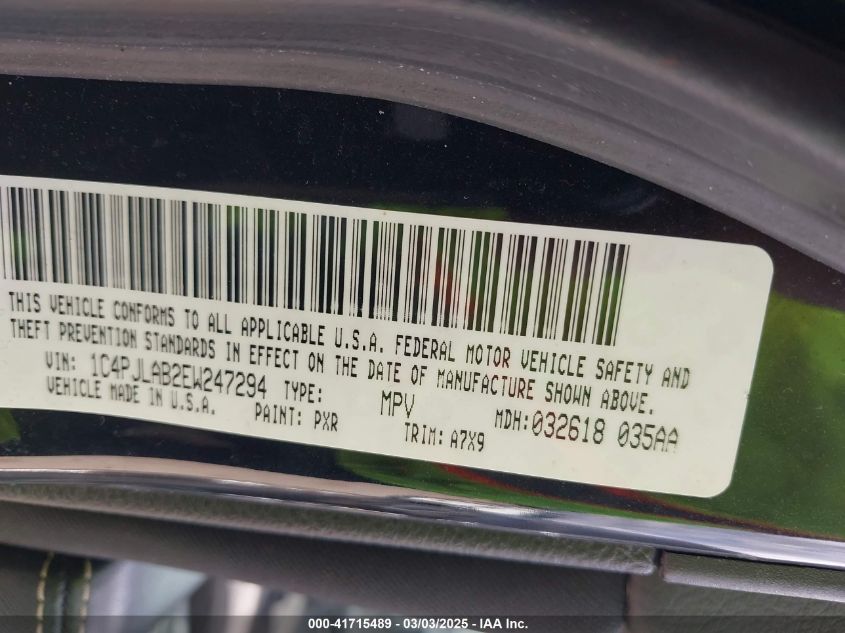 THIS VEHICLE CONFORMS TO ALL APPLICABLE U.S.A. FEDERAL MOTOR VEHICLE SAFETY AND
THEFT PREVENTION STANDARDS IN EFFECT ON THE DATE OF MANUFACTURE SHOWN ABOVE.
VIN: 1C4PJLAB2EW247294 TYPE: MPV MDH:032618 035AA
VEHICLE MADE IN U.S.A. PAINT: PXR TRIM: A7X9
000-41715489 - 03/03/2025 - IAA Inc.